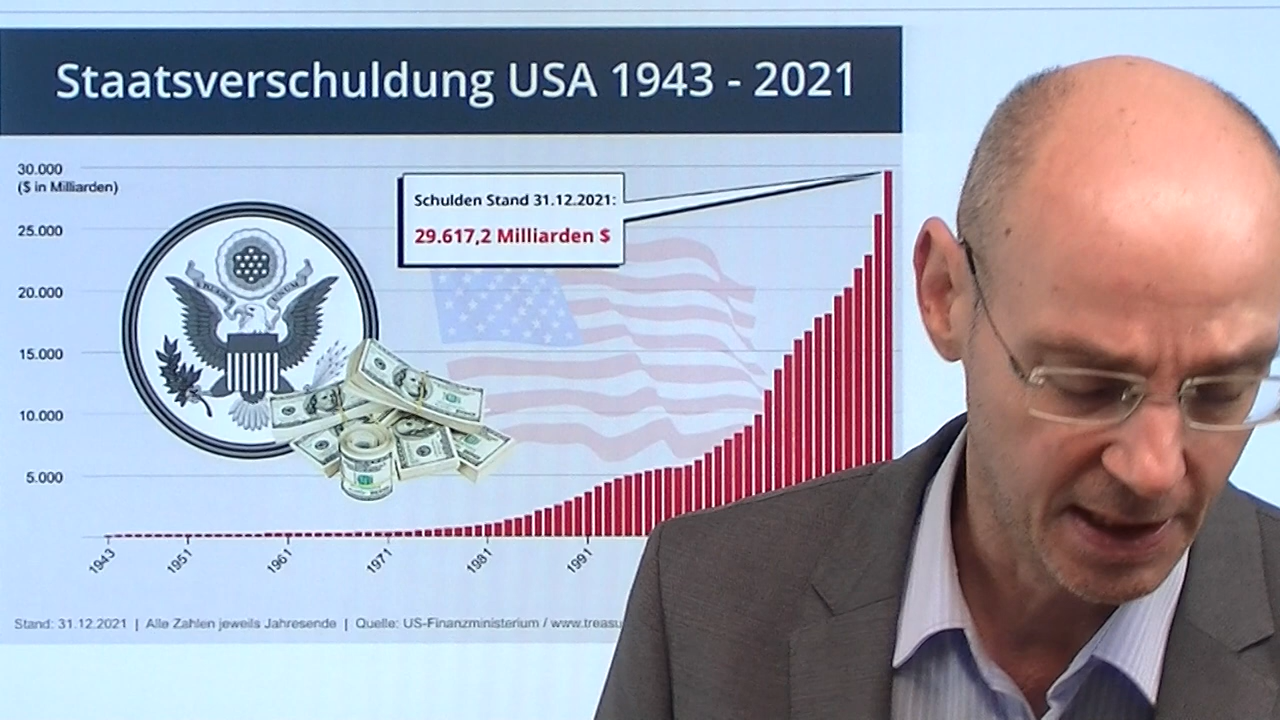 Staatsverschuldung USA 1943 - 2021
30.000
($ in Milliarden)
25.000
20.000
15.000
10.000
5.000
Schulden Stand 31.12.2021:
29.617,2 Milliarden $
UNUM
1943
1951
1961
1971
1981
1991
Stand: 31.12.2021 | Alle Zahlen jeweils Jahresende | Quelle: US-Finanzministerium / www.treasu